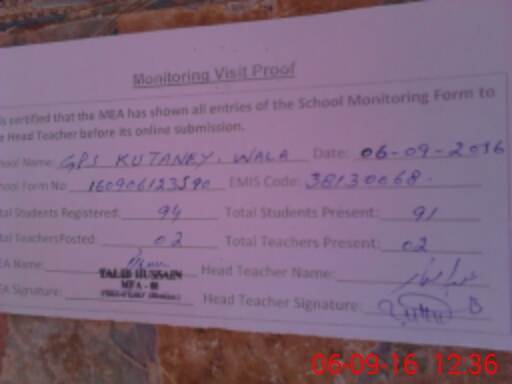 Monitoring Visit Proof
is certified that the MEA has shown all entries of the School Monitoring Form to
e Head Teacher before its online submission.
hool Name: GPS KUTANEY. WALA Date: 06-09-2016
hool Form No 160906123590 EMIS Code: 38130068.
tal Students Registered: 94 Total Students Present: 91
tal TeachersPosted: 02 Total Teachers Present: 02
EA Name: TALIB HUSSAIN Head Teacher Name:
EA Signature: Head Teacher Signature:
06-09-16 12:36